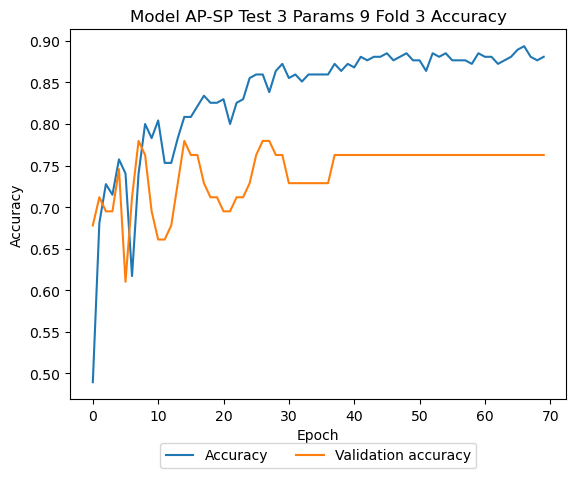 Model AP-SP Test 3 Params 9 Fold 3 Accuracy
0.90
0.85
0.80
0.75
0.70
0.65
0.60
0.55
0.50
Accuracy
0 10 20 30 40 50 60 70
Epoch
Accuracy Validation accuracy